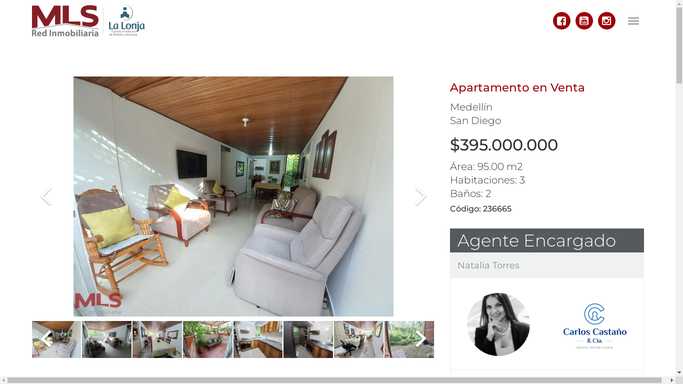 MLS
Red Inmobiliaria
La Lonja
Apartamento en Venta
Medellín
San Diego
$395.000.000
Área: 95.00 m2
Habitaciones: 3
Baños: 2
Código: 236665
Agente Encargado
Natalia Torres
MLS
Carlos Castaño
& Cía.